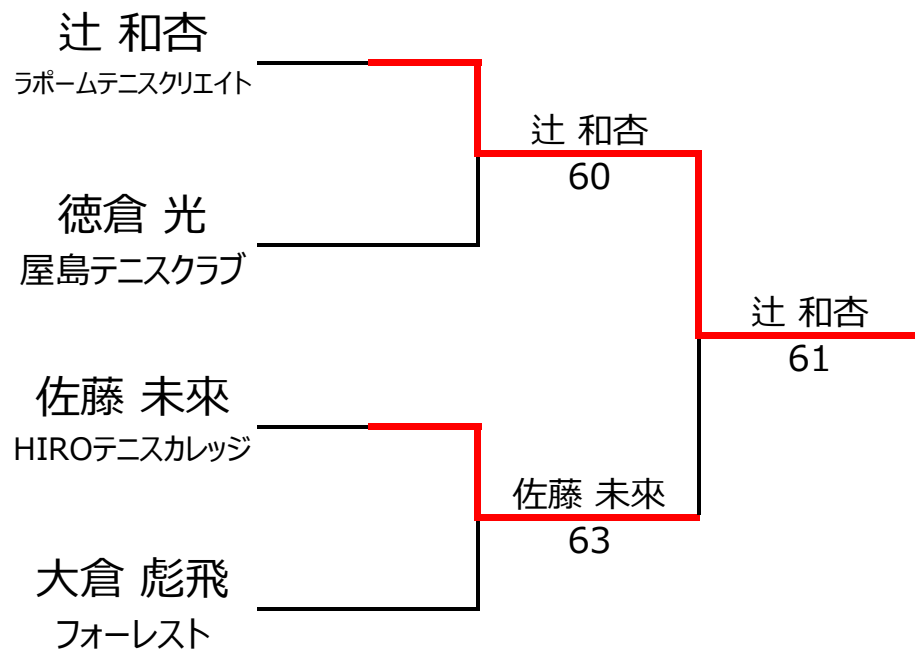 辻 和杏
ラポームテニスクリエイト
徳倉 光
屋島テニスクラブ
佐藤 未來
HIROテニスカレッジ
大倉 彪飛
フォーレスト
辻 和杏
60
佐藤 未來
63
辻 和杏
61